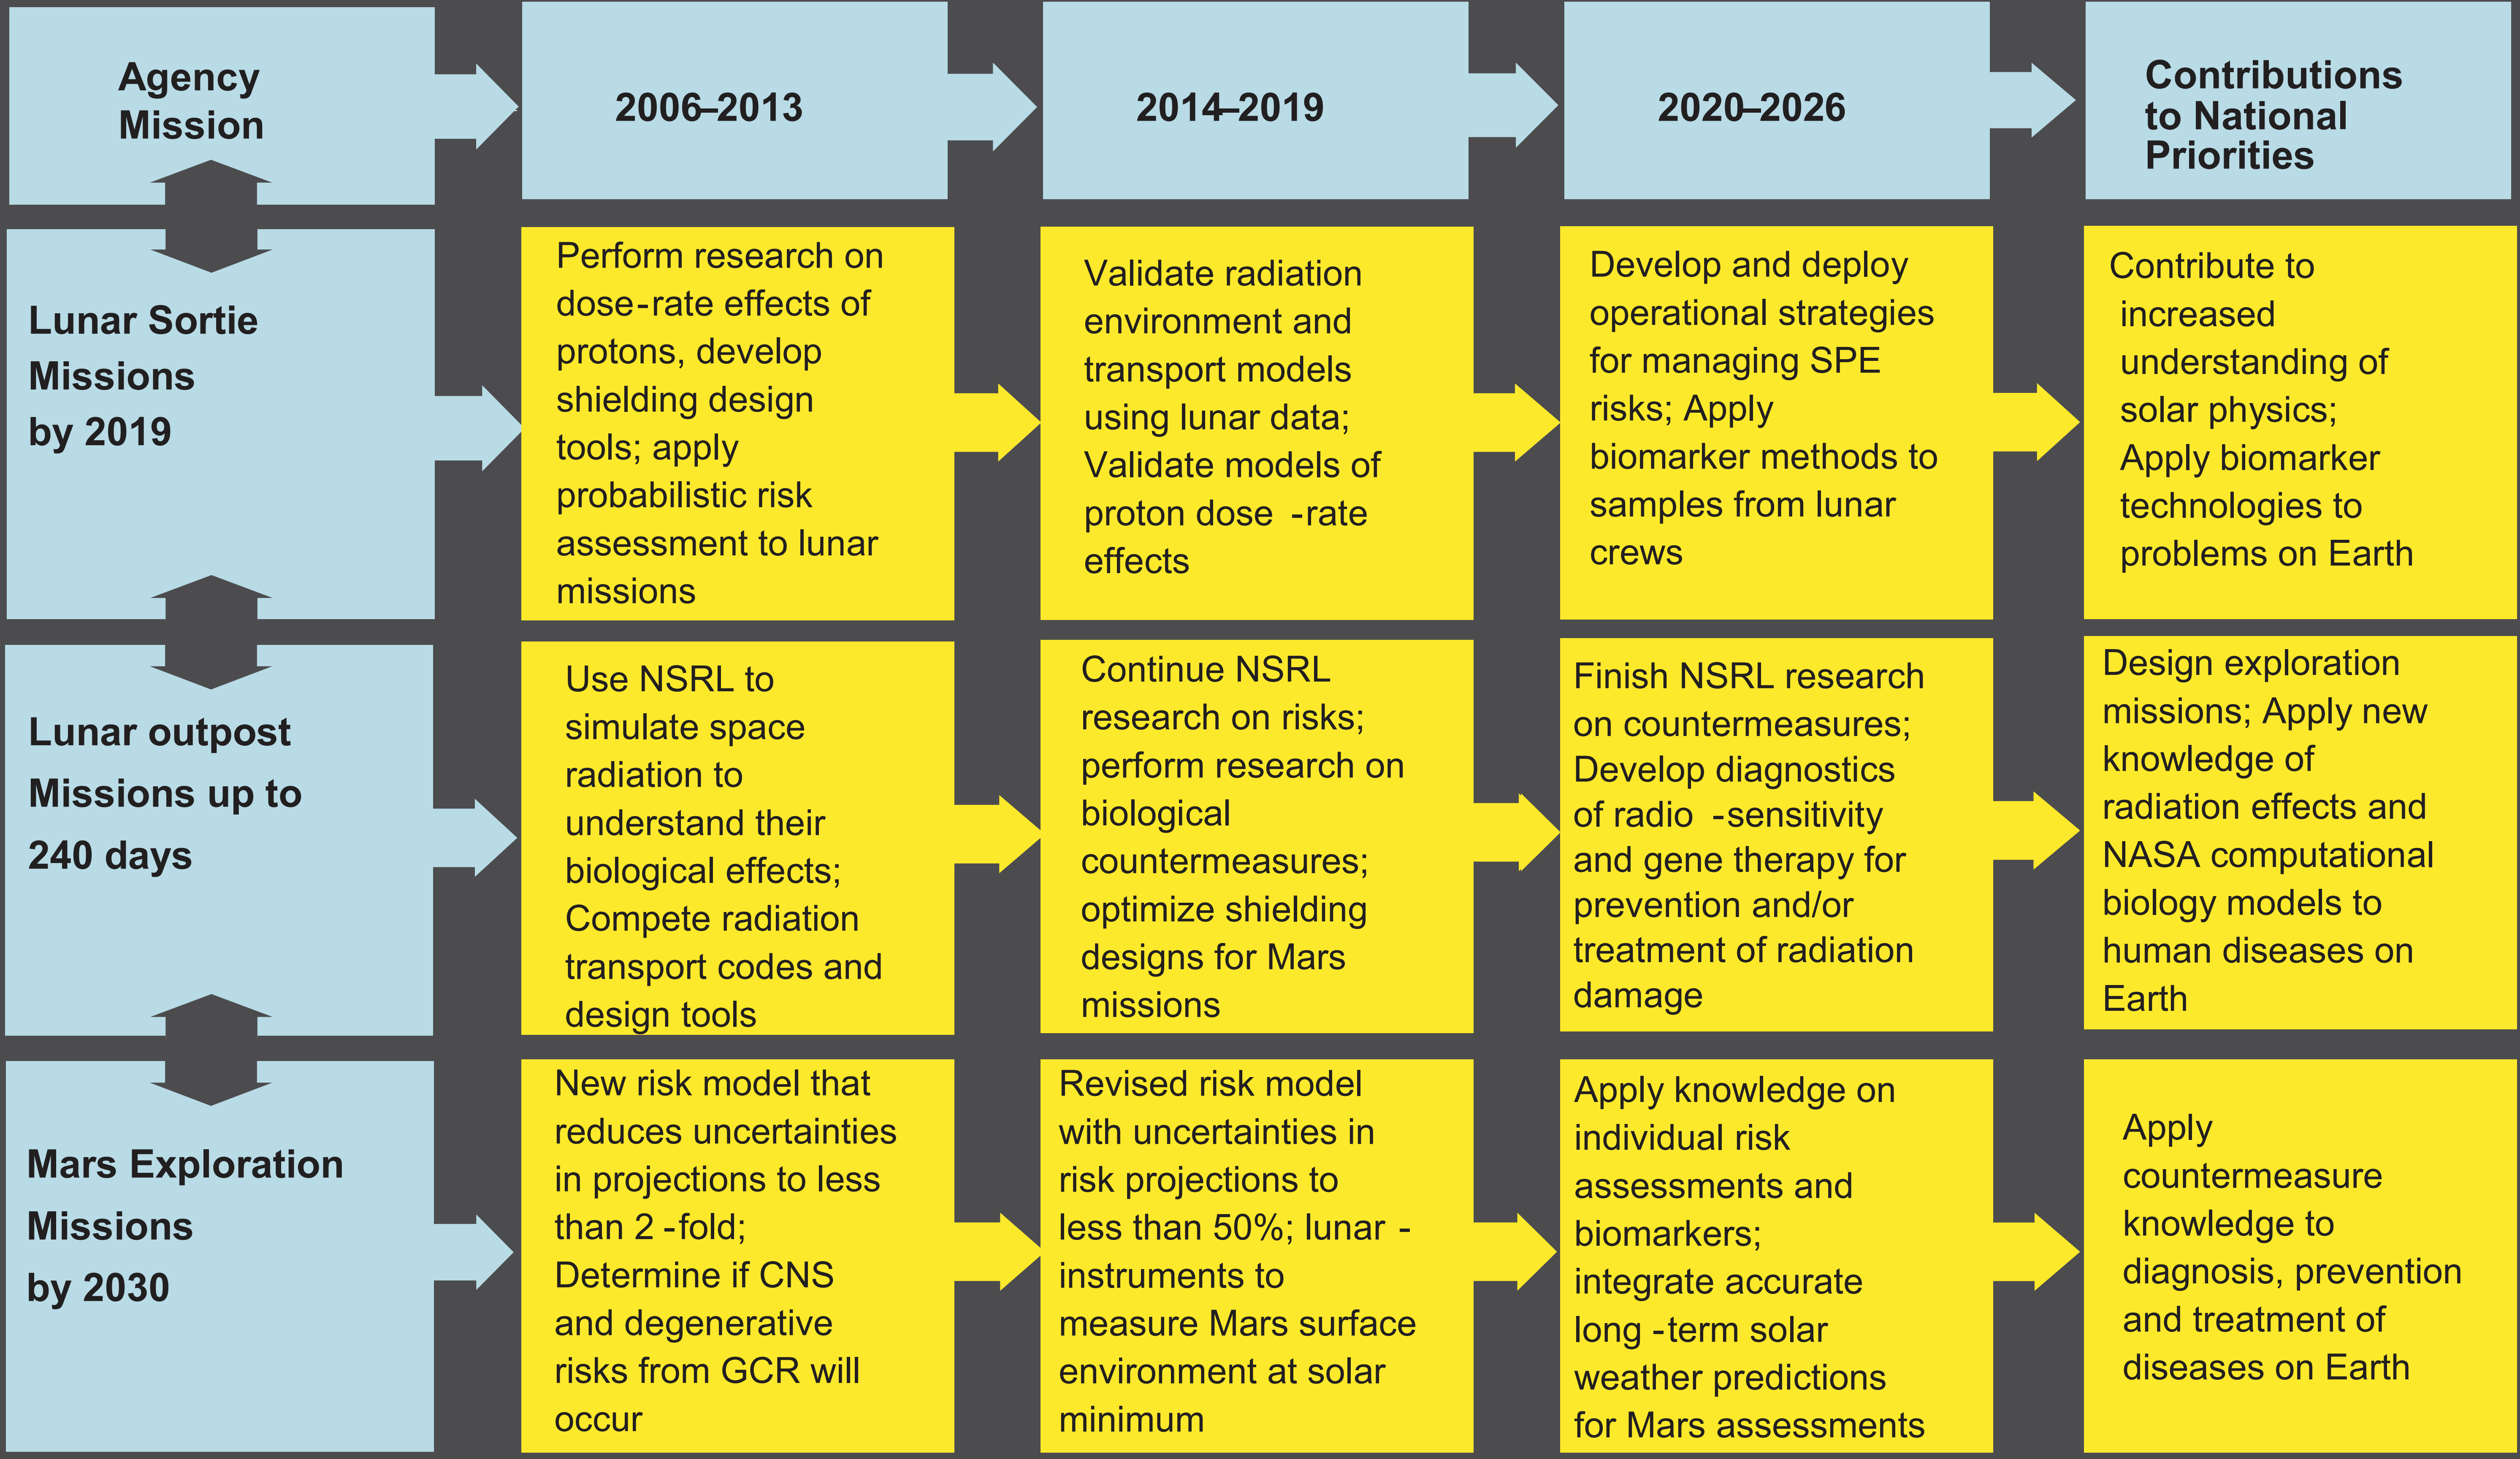 Agency
Mission
2006–2013
2014–2019
2020–2026
Contributions
to National
Priorities
Lunar Sortie
Missions
by 2019
Perform research on
dose-rate effects of
protons, develop
shielding design
tools; apply
probabilistic risk
assessment to lunar
missions
Validate radiation
environment and
transport models
using lunar data;
Validate models of
proton dose -rate
effects
Develop and deploy
operational strategies
for managing SPE
risks; Apply
biomarker methods to
samples from lunar
crews
Contribute to
increased
understanding of
solar physics;
Apply biomarker
technologies to
problems on Earth
Lunar outpost
Missions up to
240 days
Use NSRL to
simulate space
radiation to
understand their
biological effects;
Compete radiation
transport codes and
design tools
Continue NSRL
research on risks;
perform research on
biological
countermeasures;
optimize shielding
designs for Mars
missions
Finish NSRL research
on countermeasures;
Develop diagnostics
of radio -sensitivity
and gene therapy for
prevention and/or
treatment of radiation
damage
Design exploration
missions; Apply new
knowledge of
radiation effects and
NASA computational
biology models to
human diseases on
Earth
Mars Exploration
Missions
by 2030
New risk model that
reduces uncertainties
in projections to less
than 2 -fold;
Determine if CNS
and degenerative
risks from GCR will
occur
Revised risk model
with uncertainties in
risk projections to
less than 50%; lunar -
instruments to
measure Mars surface
environment at solar
minimum
Apply knowledge on
individual risk
assessments and
biomarkers;
integrate accurate
long -term solar
weather predictions
for Mars assessments
Apply
countermeasure
knowledge to
diagnosis, prevention
and treatment of
diseases on Earth